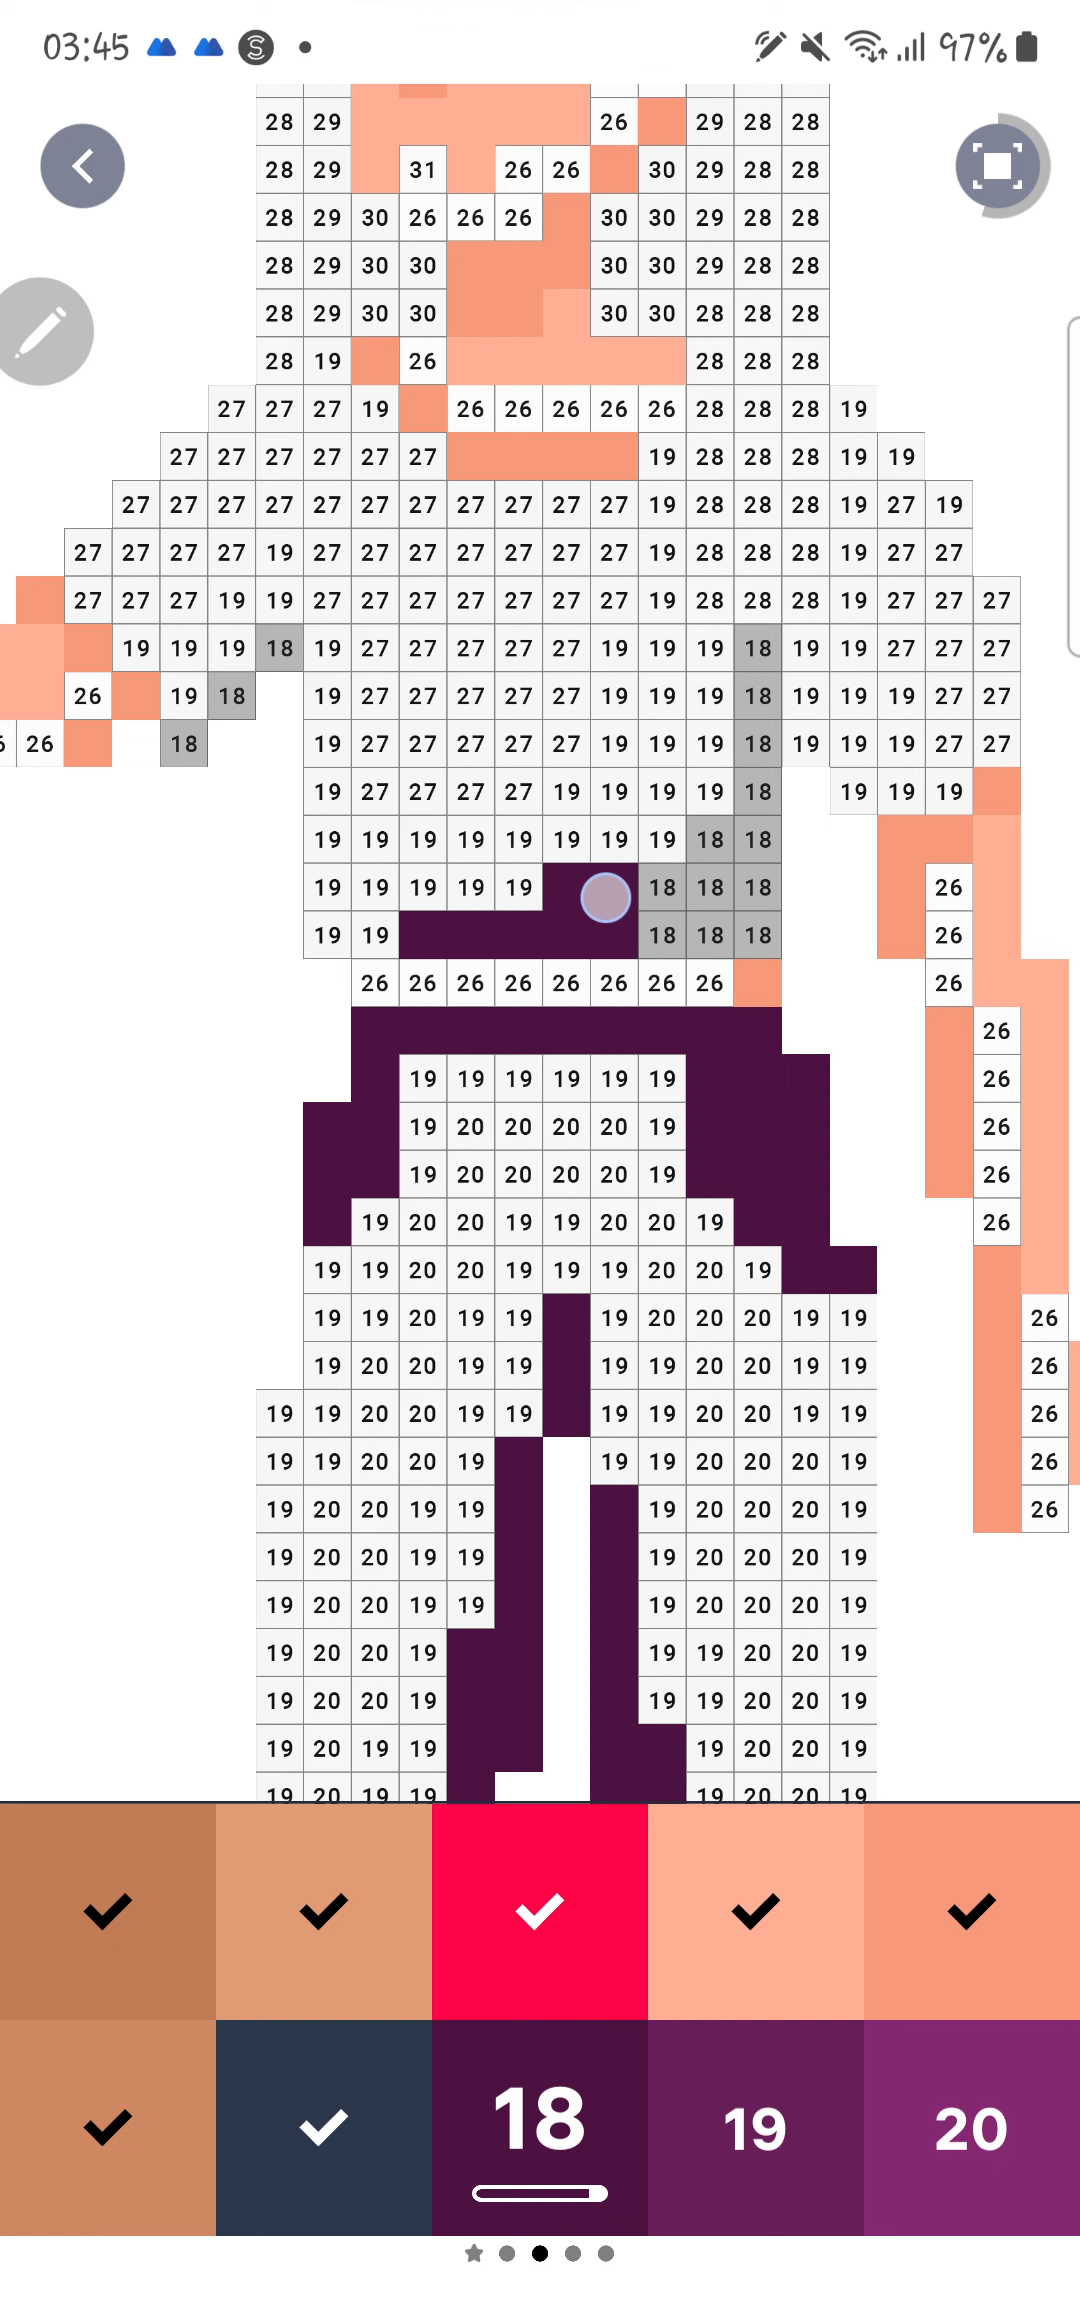 03:45 97%
28 29 26 29 28 28
28 29 31 26 26 30 29 28 28
28 29 30 26 26 26 30 30 29 28 28
28 29 30 30 30 30 29 28 28
28 29 30 30 30 30 28 28 28
28 19 26 28 28 28
27 27 27 19 26 26 26 26 26 28 28 28 19
27 27 27 27 27 27 19 28 28 28 19 19
27 27 27 27 27 27 27 27 27 27 27 19 28 28 28 19 27 19
27 27 27 27 19 27 27 27 27 27 27 27 19 28 28 28 19 27 27
27 27 27 19 19 27 27 27 27 27 27 27 19 28 28 28 19 27 27 27
19 19 19 18 19 27 27 27 27 27 19 19 19 18 19 19 27 27 27
26 19 18 19 27 27 27 27 27 19 19 19 18 19 19 19 27 27
26 18 19 27 27 27 27 27 19 19 19 18 19 19 19 27 27
19 27 27 27 27 19 19 19 19 18 19 19 19
19 19 19 19 19 19 19 19 18 18
19 19 19 19 19 18 18 18 26
19 19 18 18 18 26
26 26 26 26 26 26 26 26 26
26
19 19 19 19 19 19 26
19 20 20 20 20 19 26
19 20 20 20 20 19 26
19 20 20 19 19 20 20 19 26
19 19 20 20 19 19 19 20 20 19
19 19 20 19 19 19 20 20 20 19 19 26
19 20 20 19 19 19 19 20 20 19 19 26
19 19 20 20 19 19 19 19 20 20 19 19 26
19 19 20 20 19 19 19 20 20 20 19 26
19 20 20 19 19 19 20 20 20 19 26
19 20 20 19 19 19 20 20 20 19
19 20 20 19 19 19 20 20 20 19
19 20 20 19 19 19 20 20 19
19 20 20 19 19 19 20 20 19
19 20 19 19 19 20 20 19
19 20 19 19 19 20 20 19
18 19 20